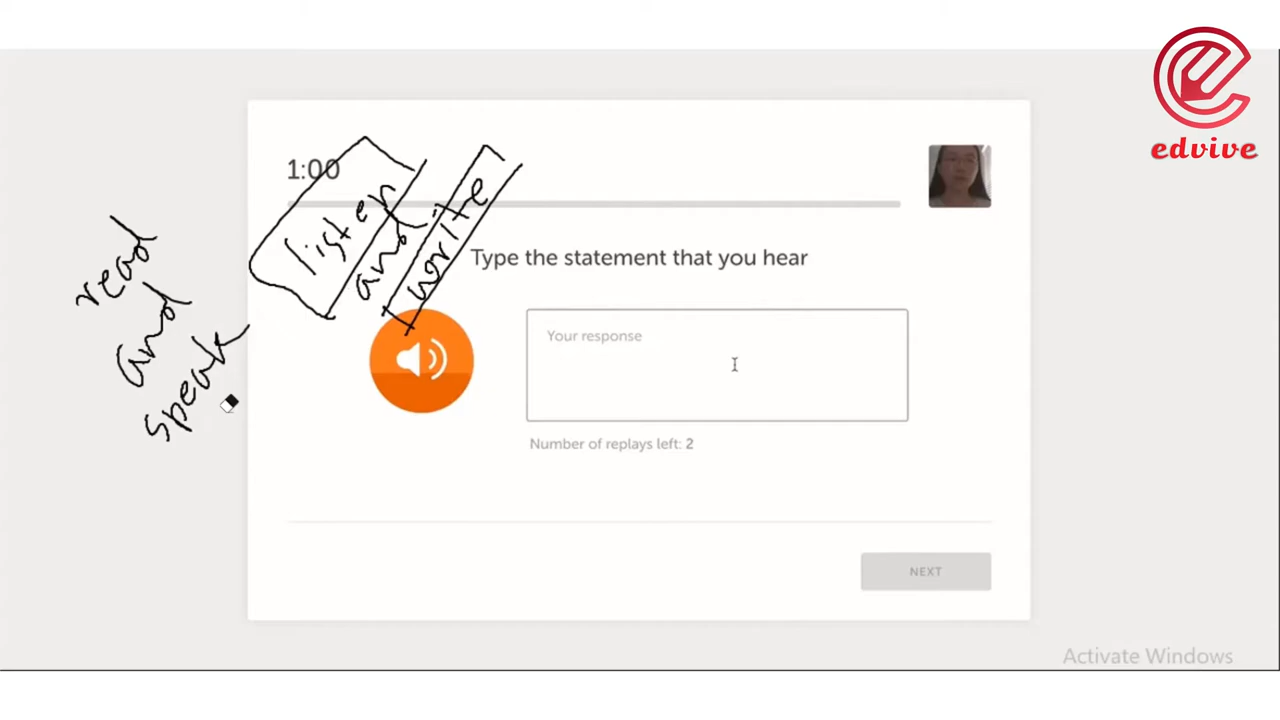 edvive
1:00
listen
and
write
read
and
speak
Type the statement that you hear
Your response
Number of replays left: 2
NEXT
Activate Windows